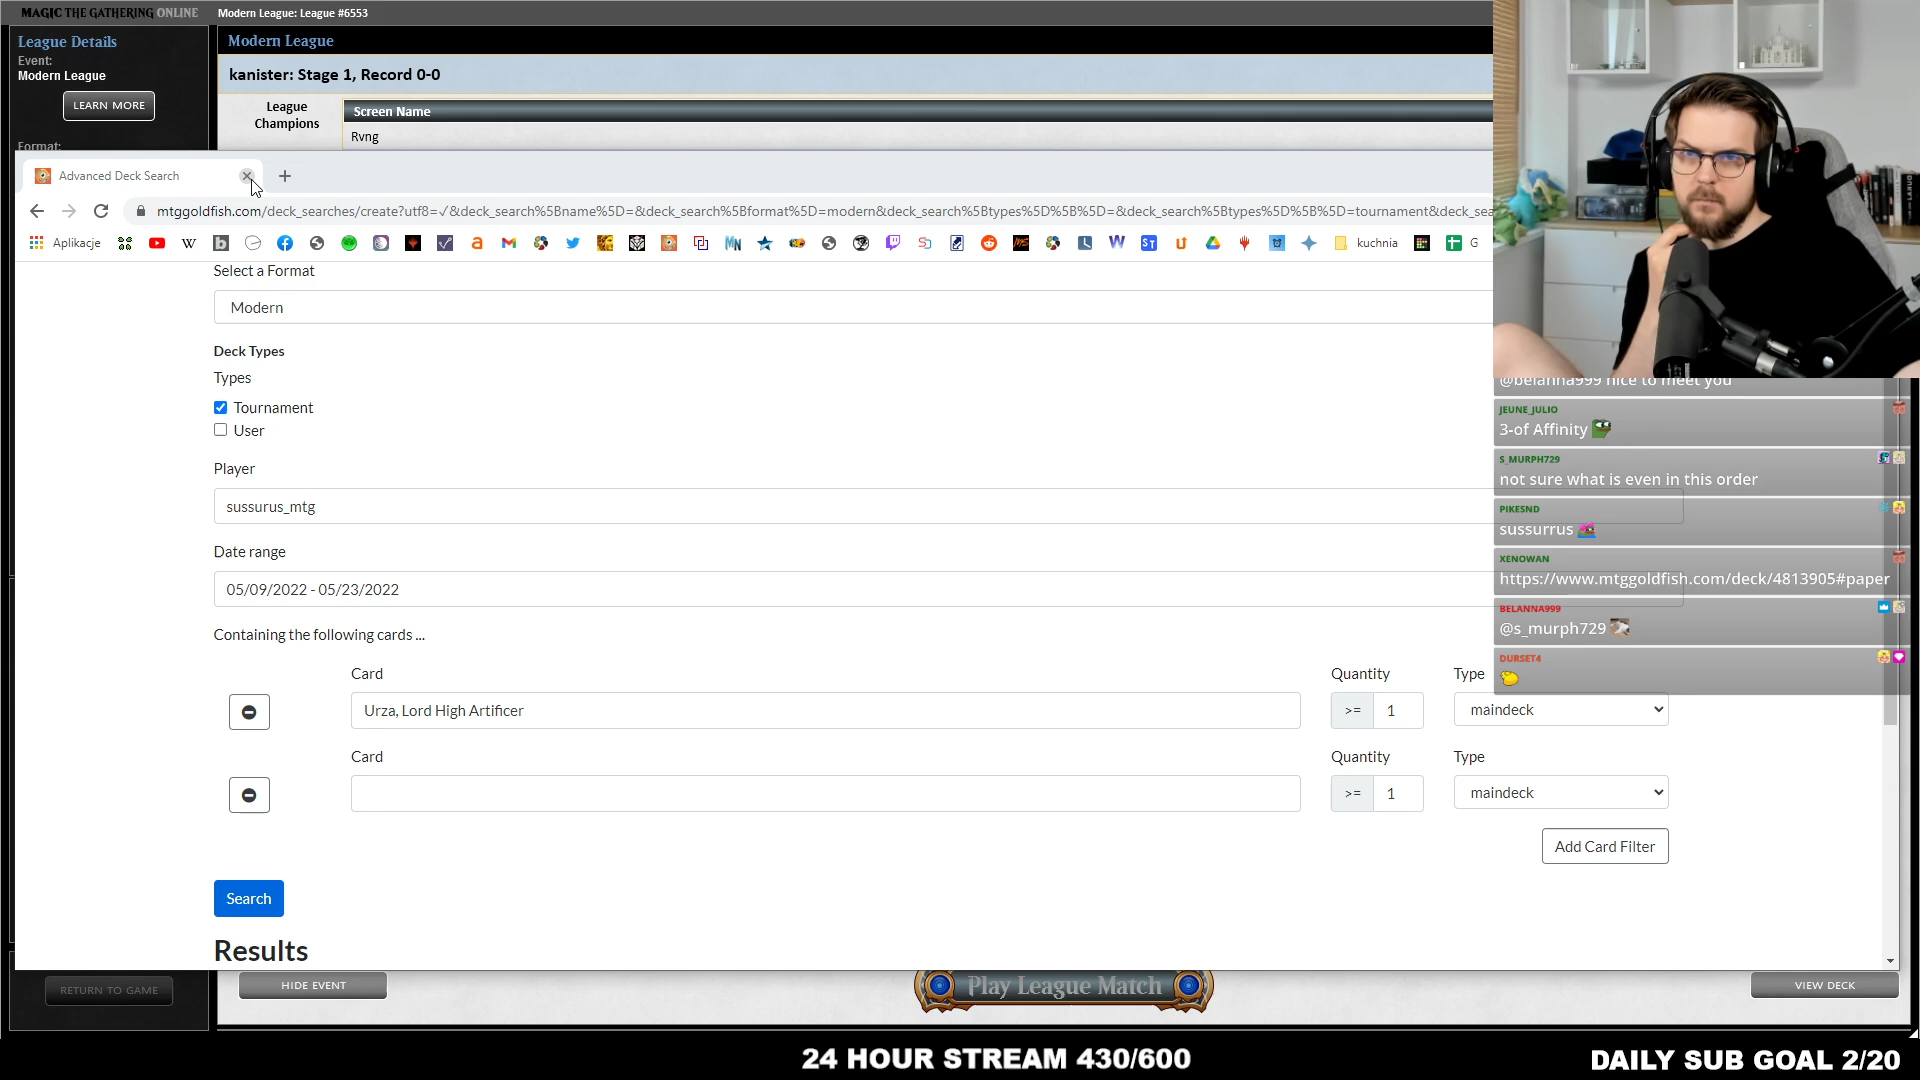 MAGIC THE GATHERING ONLINE
Modern League: League #6553
League Details
Event:
Modern League
LEARN MORE
Format:
Modern League
kanister: Stage 1, Record 0-0
League
Champions
Screen Name
Rvng
Advanced Deck Search
mtggoldfish.com/deck_searches/create?utf8=✓&deck_search%5Bname%5D=&deck_search%5Bformat%5D=modern&deck_search%5Btypes%5D%5B%5D=&deck_search%5Btypes%5D%5B%5D=tournament&deck_sea
Aplikacje
kuchnia
G
Select a Format
Modern
Deck Types
Types
Tournament
User
Player
sussurus_mtg
Date range
05/09/2022 - 05/23/2022
Containing the following cards ...
Card
Quantity
Type
Urza, Lord High Artificer
>=
1
maindeck
Card
Quantity
Type
>=
1
maindeck
Add Card Filter
Search
Results
@belanna999 nice to meet you
JEUNE_JULIO
3-of Affinity
S_MURPH729
not sure what is even in this order
PIKESND
sussurrus
XENOWAN
https://www.mtggoldfish.com/deck/4813905#paper
BELANNA999
@s_murph729
DURSET4
RETURN TO GAME
HIDE EVENT
Play League Match
VIEW DECK
24 HOUR STREAM 430/600
DAILY SUB GOAL 2/20